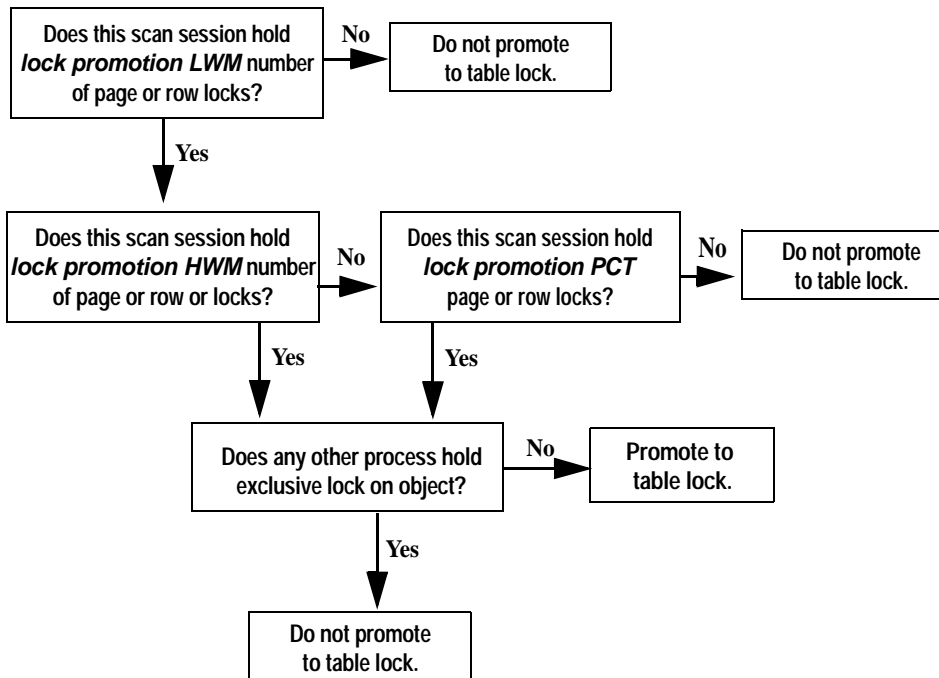 Does this scan session hold
lock promotion LWM number
of page or row locks?
No
Do not promote
to table lock.
Yes
Does this scan session hold
lock promotion HWM number
of page or row or locks?
No
Does this scan session hold
lock promotion PCT
page or row locks?
No
Do not promote
to table lock.
Yes
Yes
Does any other process hold
exclusive lock on object?
No
Promote to
table lock.
Yes
Do not promote
to table lock.